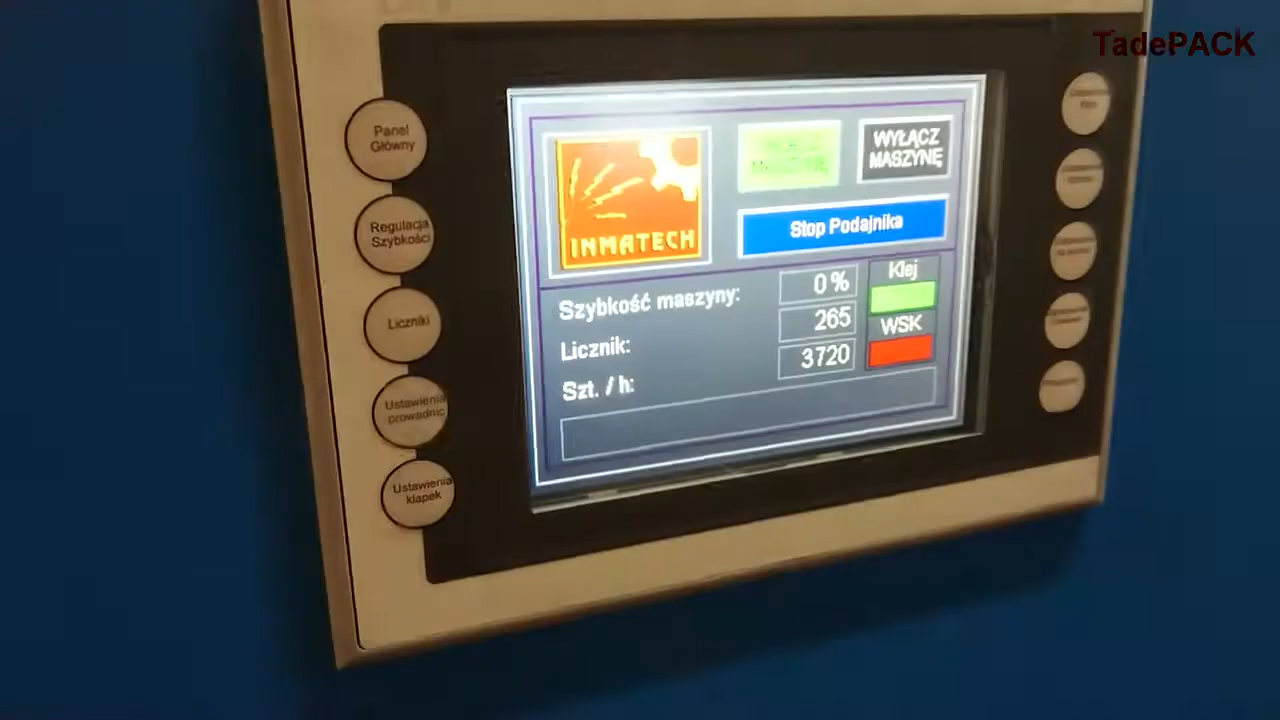 TadePACK
Panel
Główny
Regulacja
Szybkości
Liczniki
Ustawienia
prowadnic
Ustawienia
klapek
INMATECH
WYŁĄCZ
MASZYNĘ
Stop Podajnika
Szybkość maszyny:
0 %
Licznik:
265
Szt. / h:
3720
Klej
WSK